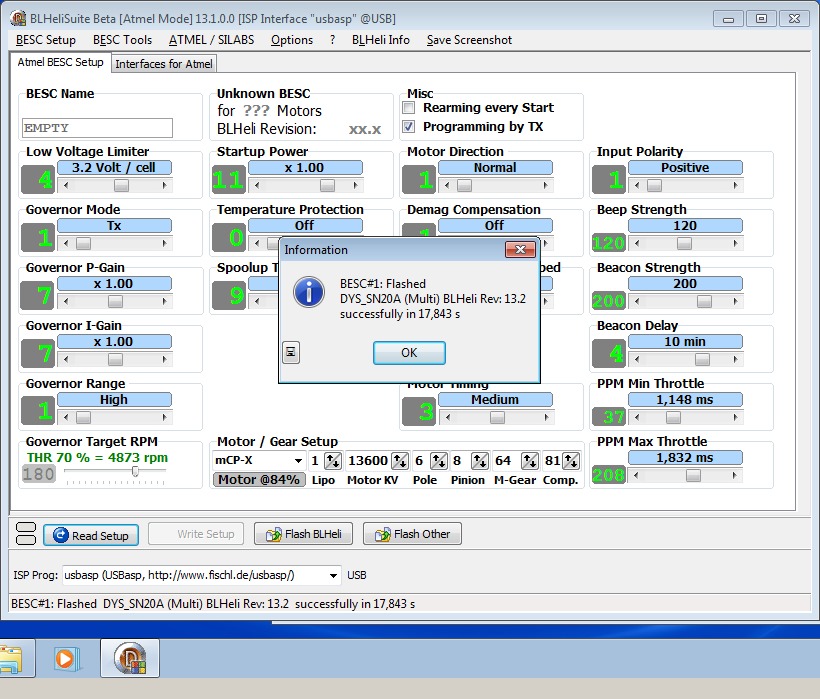 BLHeliSuite Beta [Atmel Mode] 13.1.0.0 [ISP Interface "usbasp" @USB]
BESC Setup BESC Tools ATMEL / SILABS Options ? BLHeli Info Save Screenshot
Atmel BESC Setup Interfaces for Atmel
BESC Name Unknown BESC Misc
for ??? Motors Rearming every Start
EMPTY BLHeli Revision: xx.x Programming by TX
Low Voltage Limiter Startup Power Motor Direction Input Polarity
3.2 Volt / cell x 1.00 Normal Positive
4 11 1 1
Governor Mode Temperature Protection Demag Compensation Beep Strength
Tx Off Off 120
1 0 120
Information
Governor P-Gain Spoolup T ped Beacon Strength
x 1.00 200
7 9 200
BESC#1: Flashed
DYS_SN20A (Multi) BLHeli Rev: 13.2
successfully in 17,843 s
OK
Governor I-Gain Beacon Delay
x 1.00 10 min
7 4
Governor Range Motor Timing PPM Min Throttle
High Medium 1,148 ms
1 3 37
Governor Target RPM Motor / Gear Setup PPM Max Throttle
THR 70 % = 4873 rpm mCP-X 1 13600 6 8 64 81 1,832 ms
180 Motor @84% Lipo Motor KV Pole Pinion M-Gear Comp. 208
Read Setup Write Setup Flash BLHeli Flash Other
ISP Prog: usbasp (USBasp, http://www.fischl.de/usbasp/) USB
BESC#1: Flashed DYS_SN20A (Multi) BLHeli Rev: 13.2 successfully in 17,843 s